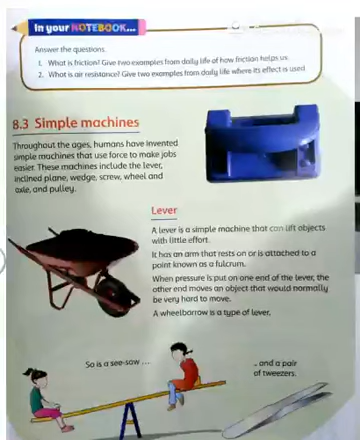 In your NOTEBOOK...
Answer the questions.
1. What is friction? Give two examples from daily life of how friction helps us.
2. What is air resistance? Give two examples from daily life where its effect is used
8.3 Simple machines
Throughout the ages, humans have invented
simple machines that use force to make jobs
easier. These machines include the lever,
inclined plane, wedge, screw, wheel and
axle, and pulley.
Lever
A lever is a simple machine that can lift objects
with little effort.
It has an arm that rests on or is attached to a
point known as a fulcrum.
When pressure is put on one end of the lever, the
other end moves an object that would normally
be very hard to move.
A wheelbarrow is a type of lever.
So is a see-saw ...
... and a pair
of tweezers.